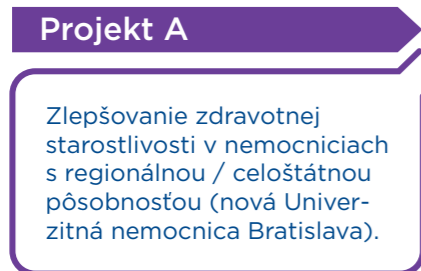 Projekt A
Zlepšovanie zdravotnej
starostlivosti v nemocniciach
s regionálnou / celoštátnou
pôsobnosťou (nová Univer-
zitná nemocnica Bratislava).